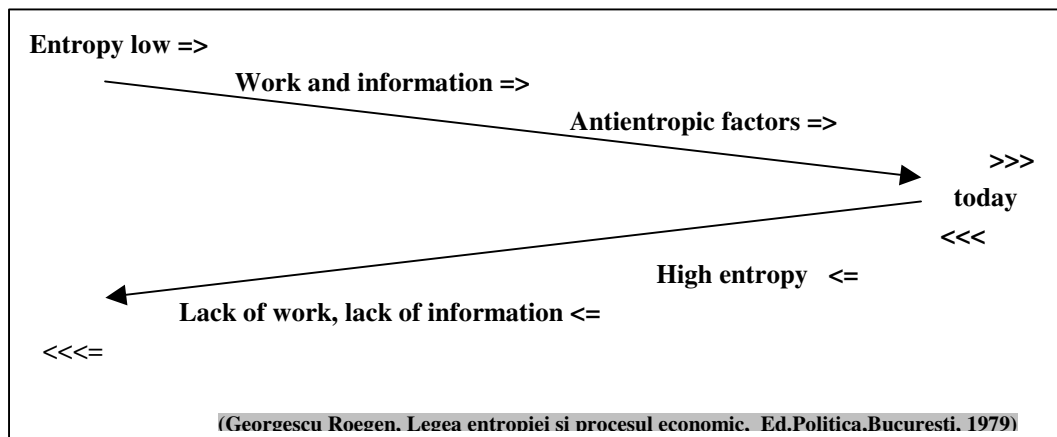 Entropy low =>
Work and information =>
Antientropic factors =>
>>>
today
<<<
High entropy <=
Lack of work, lack of information <=
<<<=
(Georgescu Roegen, Legea entropiei si procesul economic, Ed.Politica,Bucuresti, 1979)